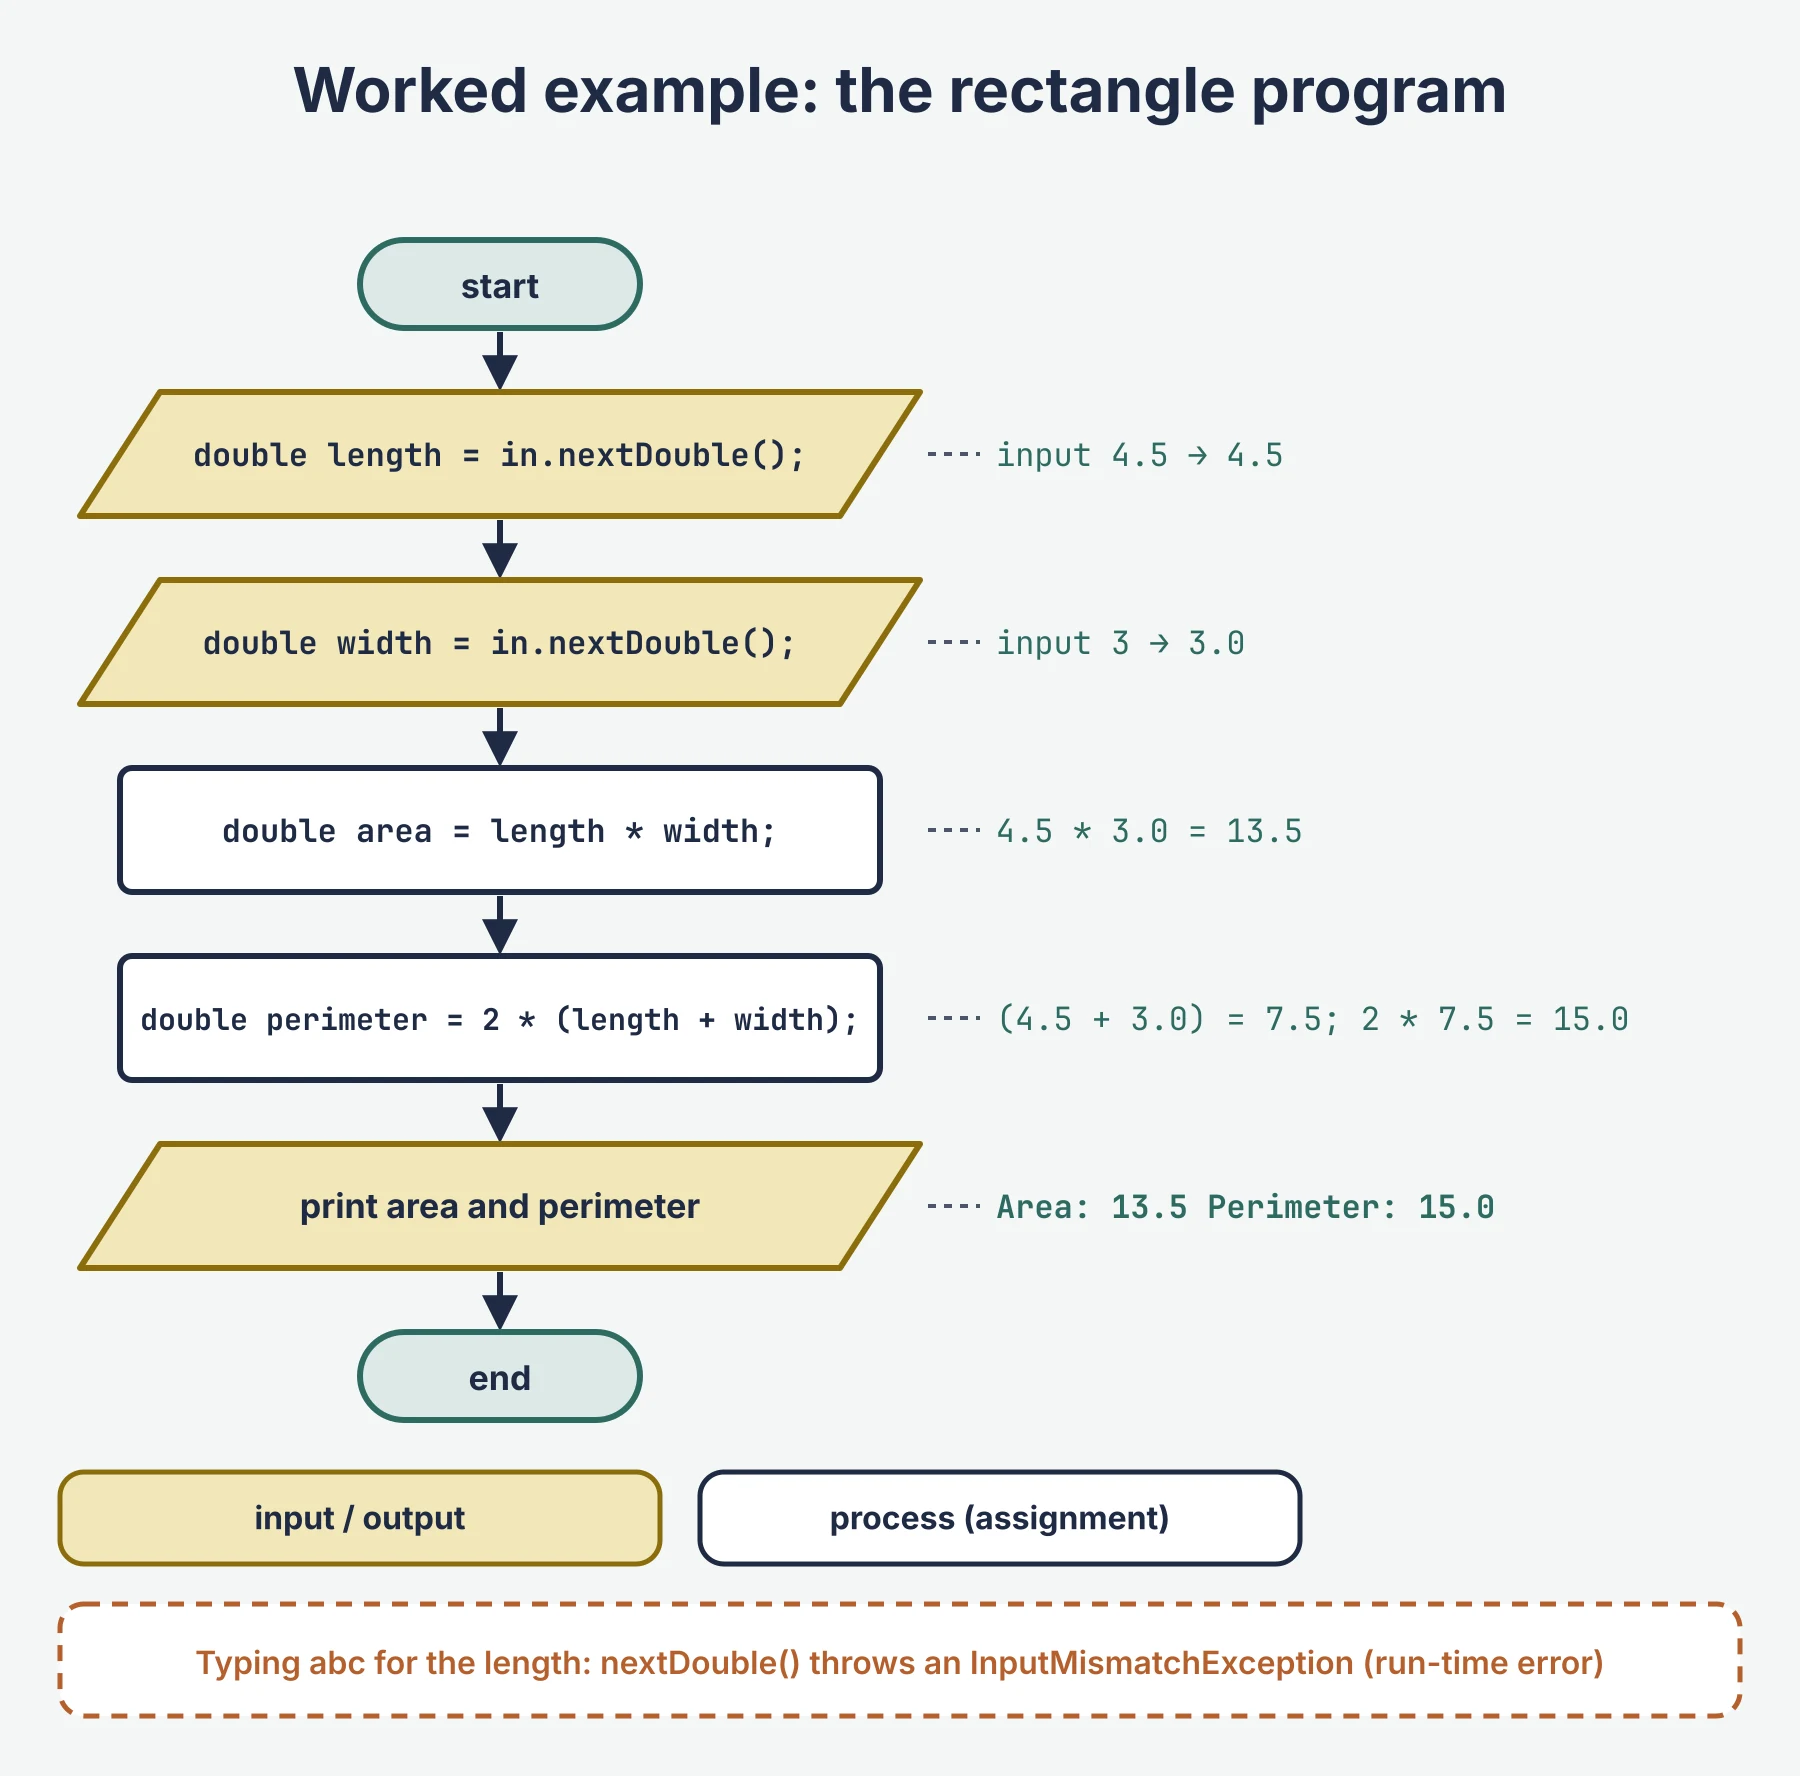 Worked example: the rectangle program
start
double length = in.nextDouble();
input 4.5 → 4.5
double width = in.nextDouble();
input 3 → 3.0
double area = length * width;
4.5 * 3.0 = 13.5
double perimeter = 2 * (length + width);
(4.5 + 3.0) = 7.5; 2 * 7.5 = 15.0
print area and perimeter
Area: 13.5 Perimeter: 15.0
end
input / output
process (assignment)
Typing abc for the length: nextDouble() throws an InputMismatchException (run-time error)